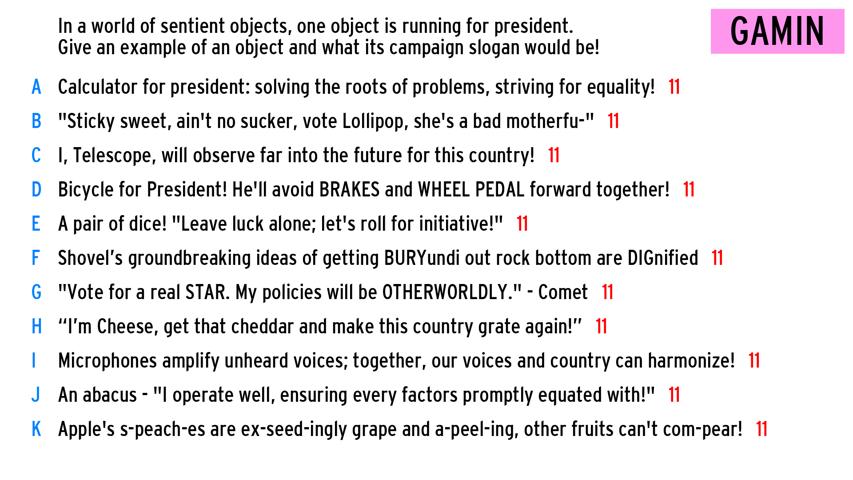 In a world of sentient objects, one object is running for president.
Give an example of an object and what its campaign slogan would be!
GAMIN
A Calculator for president: solving the roots of problems, striving for equality! 11
B "Sticky sweet, ain't no sucker, vote Lollipop, she's a bad motherfu-" 11
C I, Telescope, will observe far into the future for this country! 11
D Bicycle for President! He'll avoid BRAKES and WHEEL PEDAL forward together! 11
E A pair of dice! "Leave luck alone; let's roll for initiative!" 11
F Shovel’s groundbreaking ideas of getting BURYundi out rock bottom are DIGnified 11
G "Vote for a real STAR. My policies will be OTHERWORLDLY." - Comet 11
H “I’m Cheese, get that cheddar and make this country grate again!” 11
I Microphones amplify unheard voices; together, our voices and country can harmonize! 11
J An abacus - "I operate well, ensuring every factors promptly equated with!" 11
K Apple's s-peach-es are ex-seed-ingly grape and a-peel-ing, other fruits can't com-pear! 11